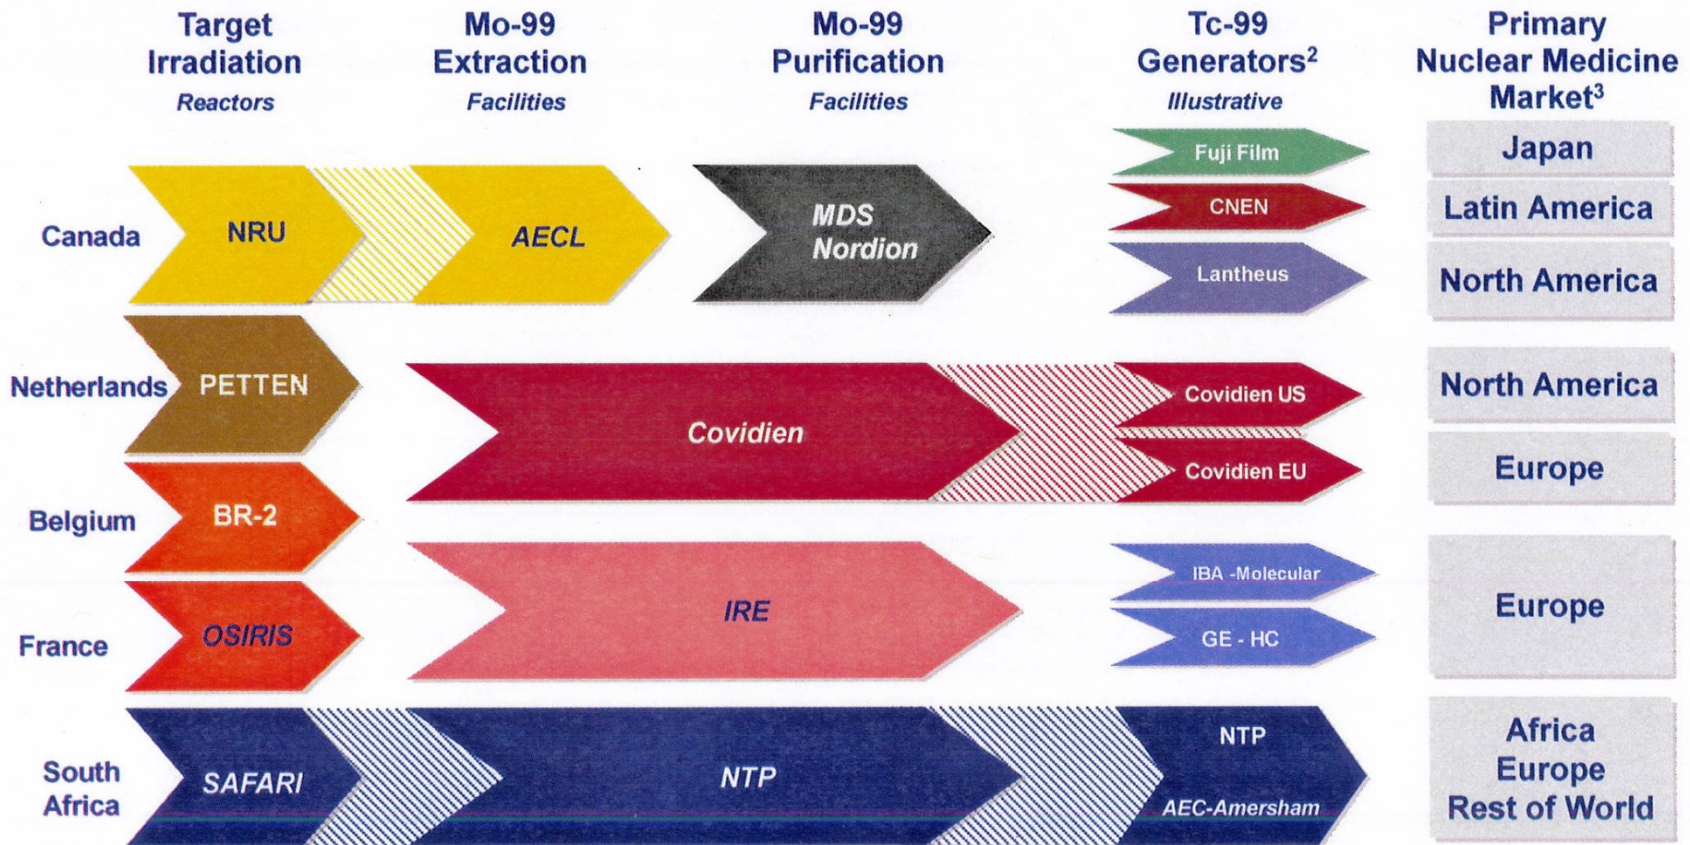 Target
Irradiation
Reactors
Mo-99
Extraction
Facilities
Mo-99
Purification
Facilities
Tc-99
Generators²
Illustrative
Primary
Nuclear Medicine
Market³
Canada
NRU
AECL
MDS
Nordion
Fuji Film
CNEN
Lantheus
Japan
Latin America
North America
Netherlands
PETTEN
Covidien
Covidien US
Covidien EU
North America
Europe
Belgium
BR-2
France
OSIRIS
IRE
IBA -Molecular
GE - HC
Europe
South
Africa
SAFARI
NTP
NTP
AEC-Amersham
Africa
Europe
Rest of World